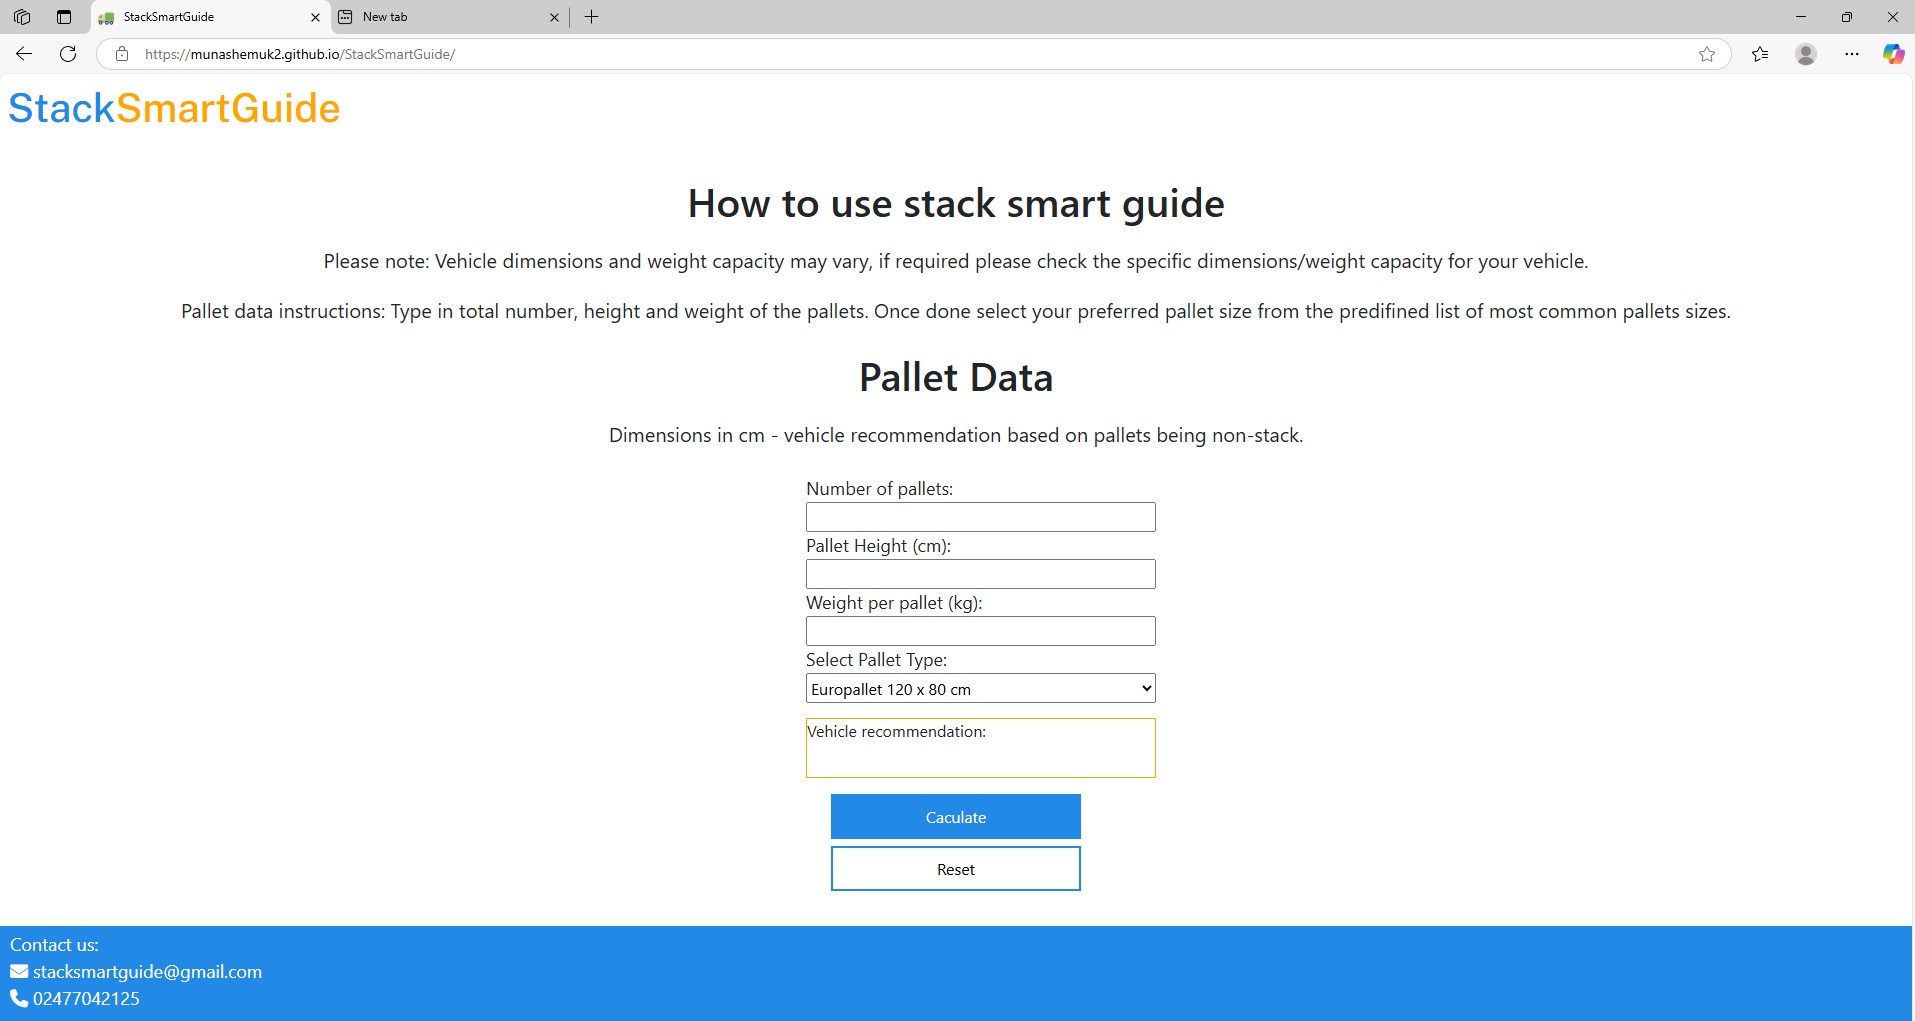 StackSmartGuide
New tab
https://munashemuk2.github.io/StackSmartGuide/
StackSmartGuide
How to use stack smart guide
Please note: Vehicle dimensions and weight capacity may vary, if required please check the specific dimensions/weight capacity for your vehicle.
Pallet data instructions: Type in total number, height and weight of the pallets. Once done select your preferred pallet size from the predifined list of most common pallets sizes.
Pallet Data
Dimensions in cm - vehicle recommendation based on pallets being non-stack.
Number of pallets:
Pallet Height (cm):
Weight per pallet (kg):
Select Pallet Type:
Europallet 120 x 80 cm
Vehicle recommendation:
Caculate
Reset
Contact us:
stacksmartguide@gmail.com
02477042125